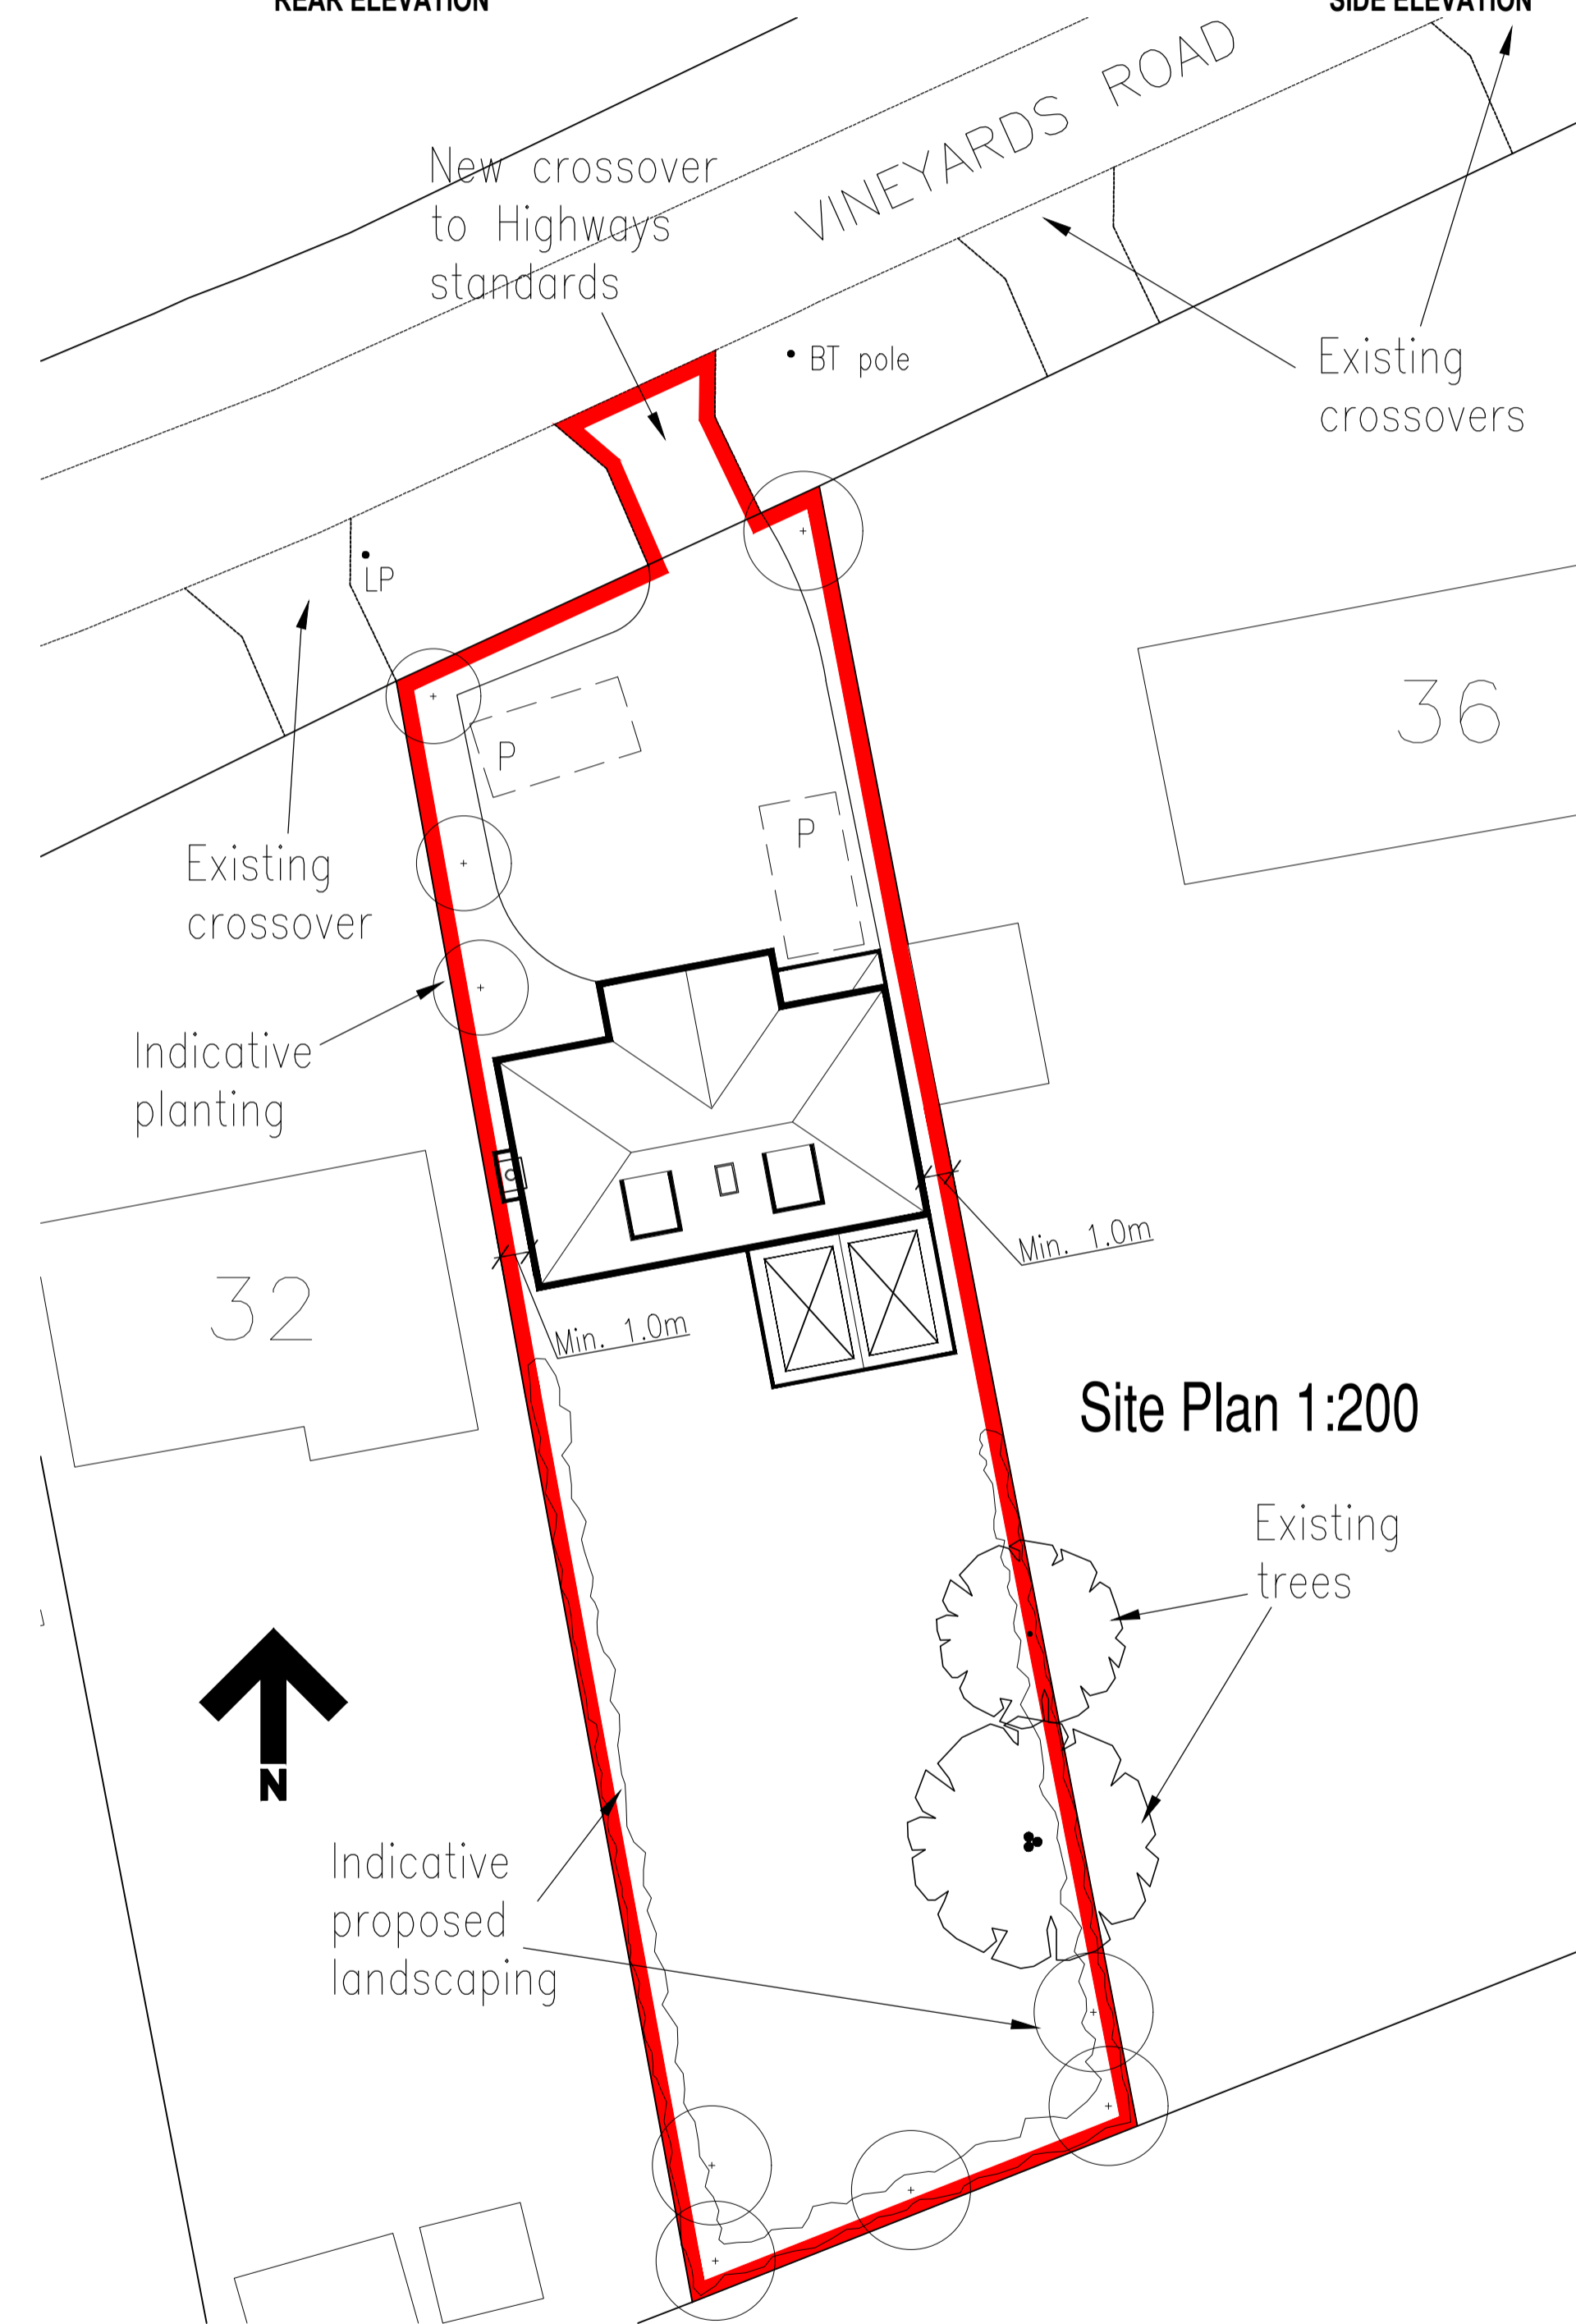 REAR ELEVATION
SIDE ELEVATION
VINEYARDS ROAD
New crossover
to Highways
standards
BT pole
Existing
crossovers
LP
36
P
P
Existing
crossover
Indicative
planting
Min. 1.0m
32
Min. 1.0m
Site Plan 1:200
Existing
trees
N
Indicative
proposed
landscaping